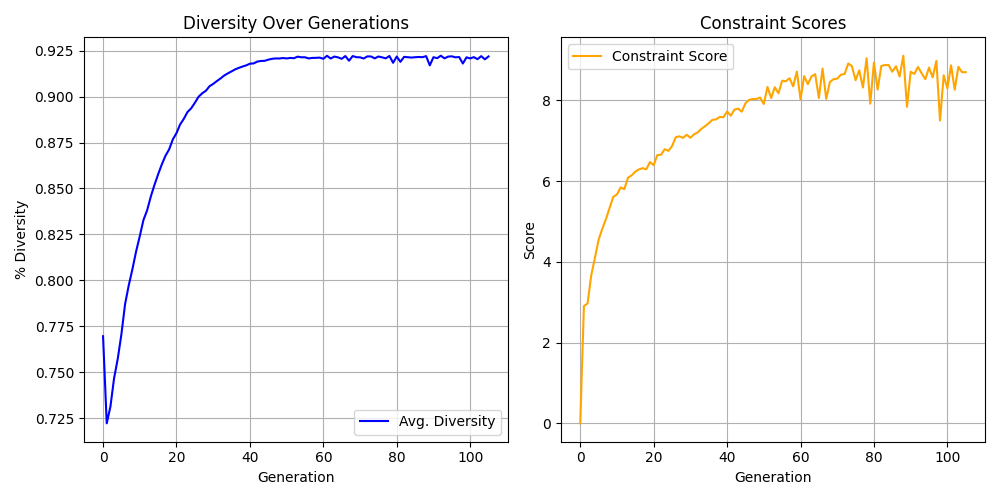 Diversity Over Generations
% Diversity
0.925
0.900
0.875
0.850
0.825
0.800
0.775
0.750
0.725
Avg. Diversity
0 20 40 60 80 100
Generation
Constraint Scores
Score
Constraint Score
8
6
4
2
0
0 20 40 60 80 100
Generation